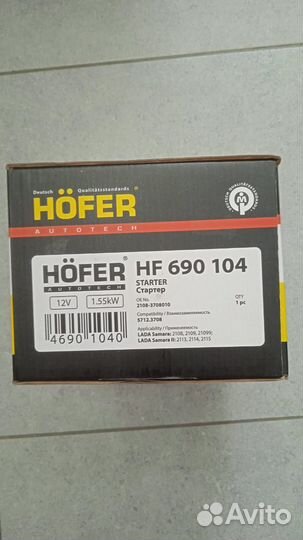 Deutsch Qualitätsstandards
HÖFER®
AUTOTECH
HÖFER®
AUTOTECH
12V
1.55kW
4690 1040
HF 690 104
STARTER
Стартер
OE No.
2108-3708010
QTY
1 pc
Compatibility / Взаимозаменяемость
5712.3708
Applicability / Применяемость
LADA Samara: 2108, 2109, 21099;
LADA Samara II: 2113, 2114, 2115
Avito